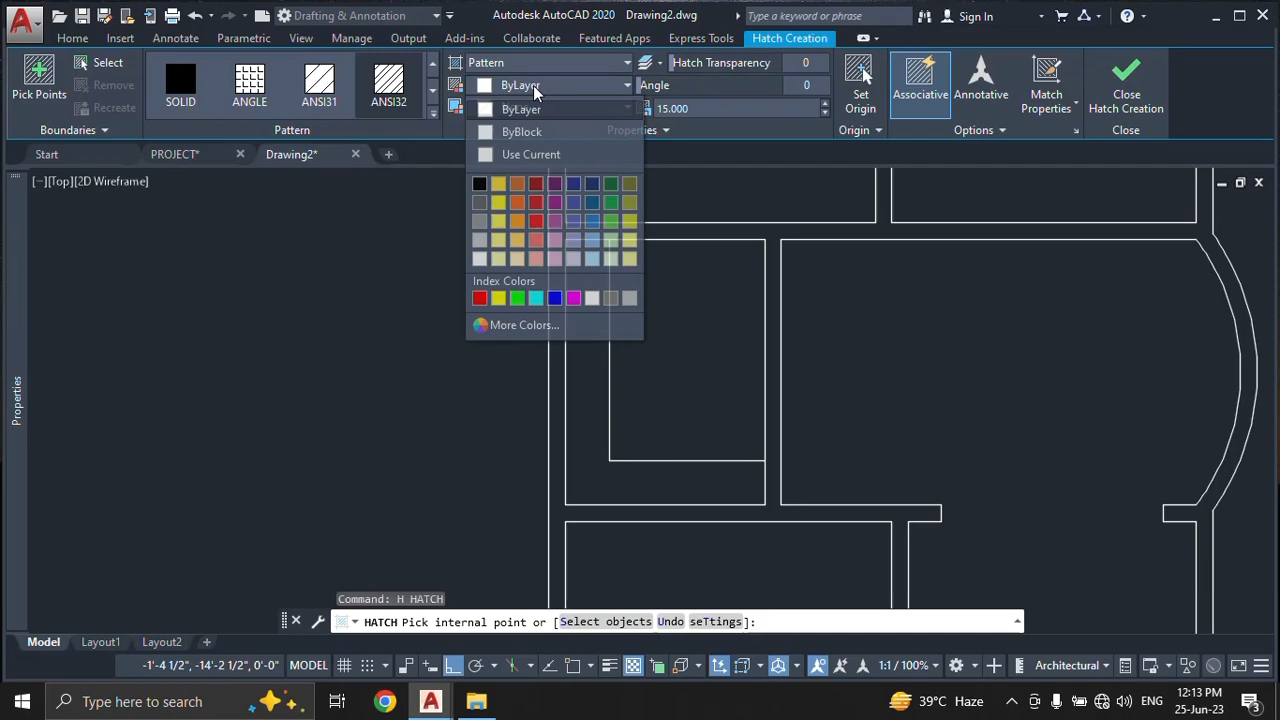 Drafting & Annotation
Autodesk AutoCAD 2020 Drawing2.dwg
Type a keyword or phrase
Sign In
Home Insert Annotate Parametric View Manage Output Add-ins Collaborate Featured Apps Express Tools Hatch Creation
Pick Points
Select
Remove
Recreate
Boundaries
SOLID
ANGLE
ANSI31
ANSI32
Pattern
Pattern
ByLayer
ByLayer
ByBlock
Use Current
Index Colors
More Colors...
Hatch Transparency 0
Angle 0
15.000
Properties
Set
Origin
Origin
Associative
Annotative
Match
Properties
Options
Close
Hatch Creation
Close
Start PROJECT* Drawing2*
[−][Top][2D Wireframe]
Properties
Command: H HATCH
HATCH Pick internal point or [Select objects Undo seTtings]:
Model Layout1 Layout2
-1'-4 1/2", -14'-2 1/2", 0'-0" MODEL
1:1 / 100%
Architectural
Type here to search
39°C Haze
ENG
12:13 PM
25-Jun-23
3